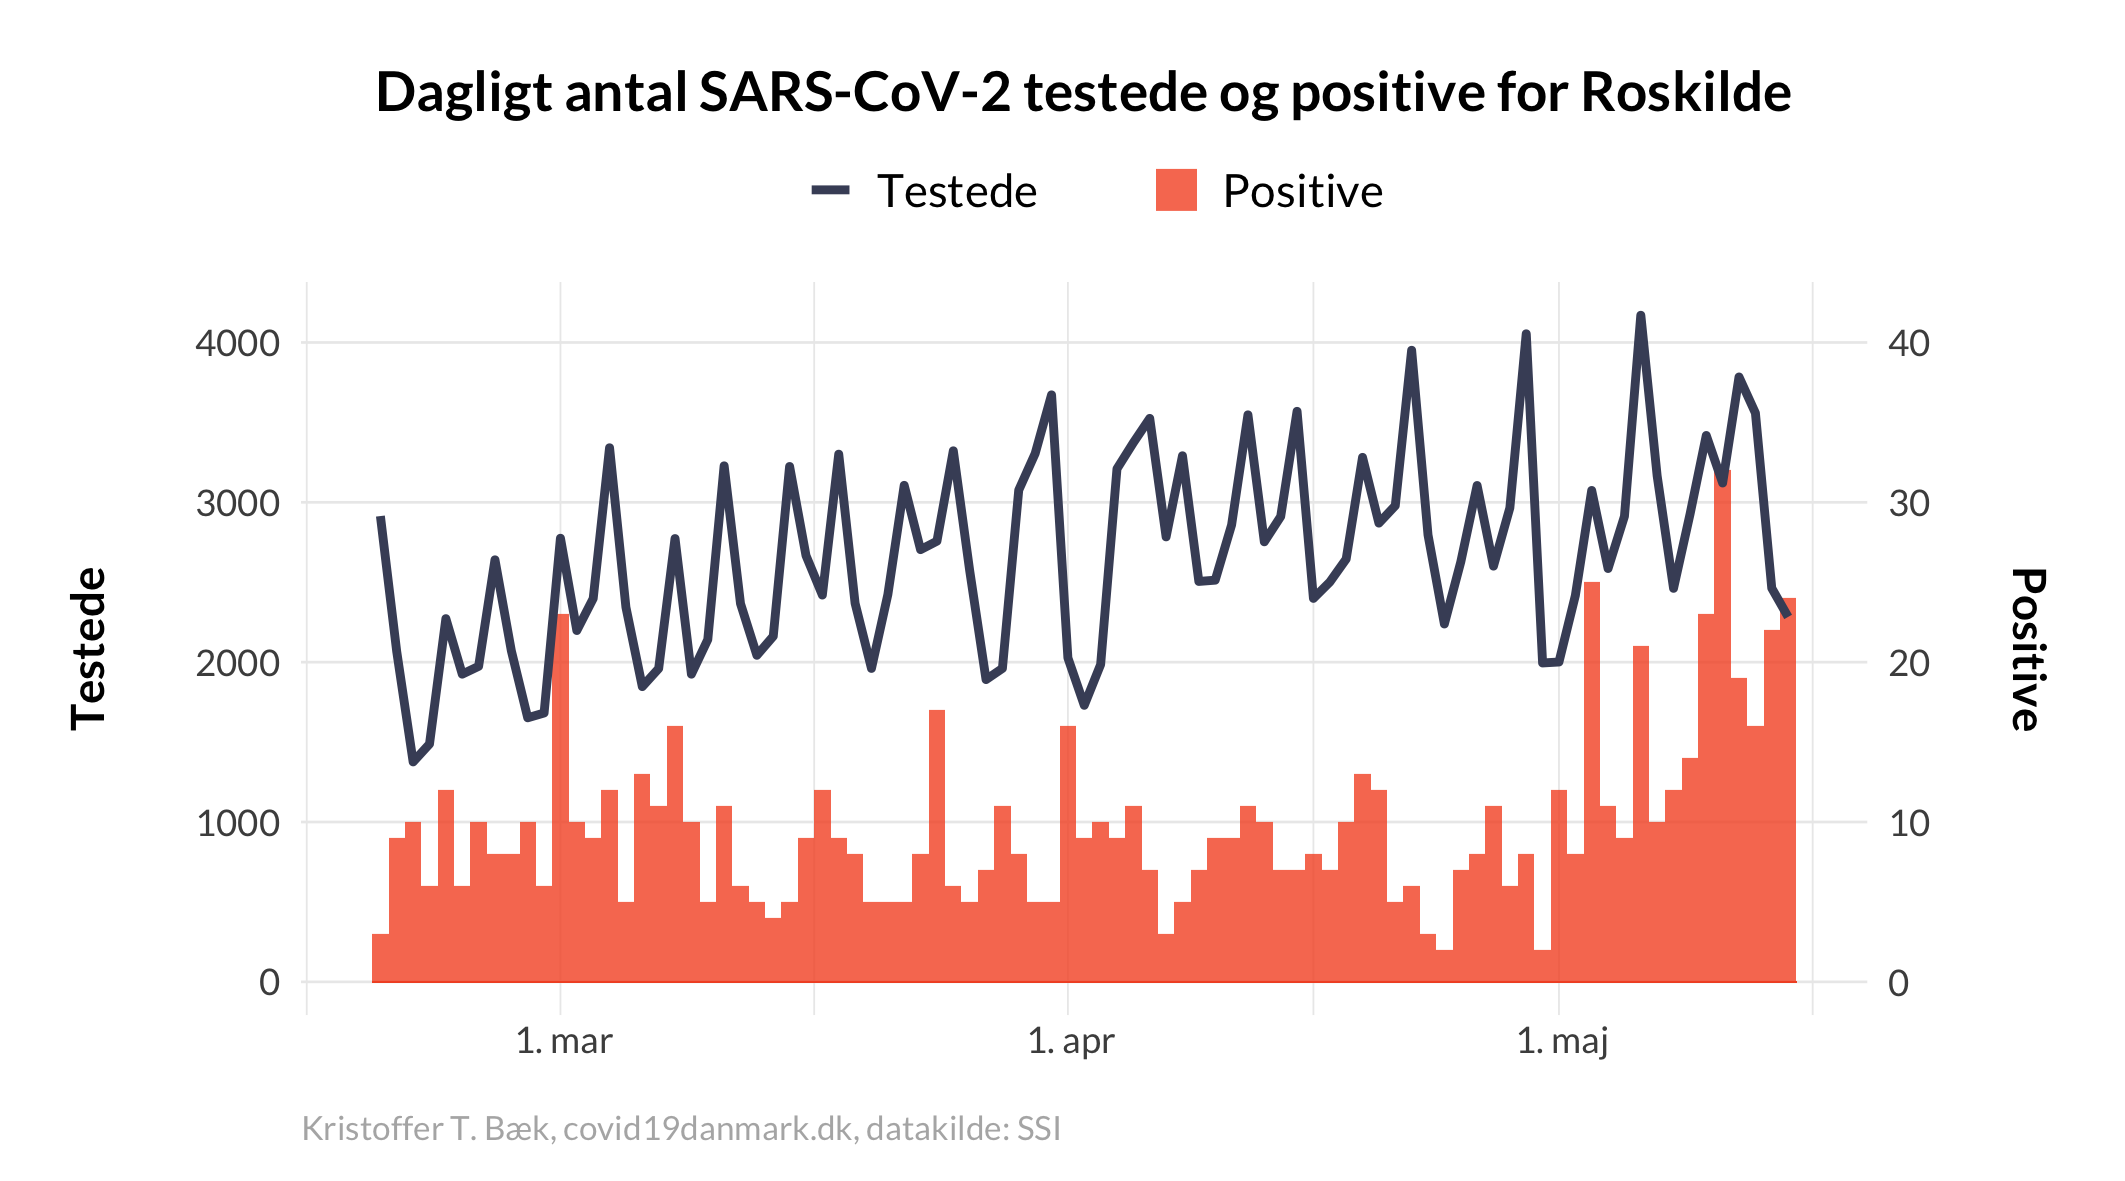 Dagligt antal SARS-CoV-2 testede og positive for Roskilde
Testede
Positive
4000
3000
2000
1000
0
Testede
40
30
20
10
0
Positive
1. mar
1. apr
1. maj
Kristoffer T. Bæk, covid19danmark.dk, datakilde: SSI